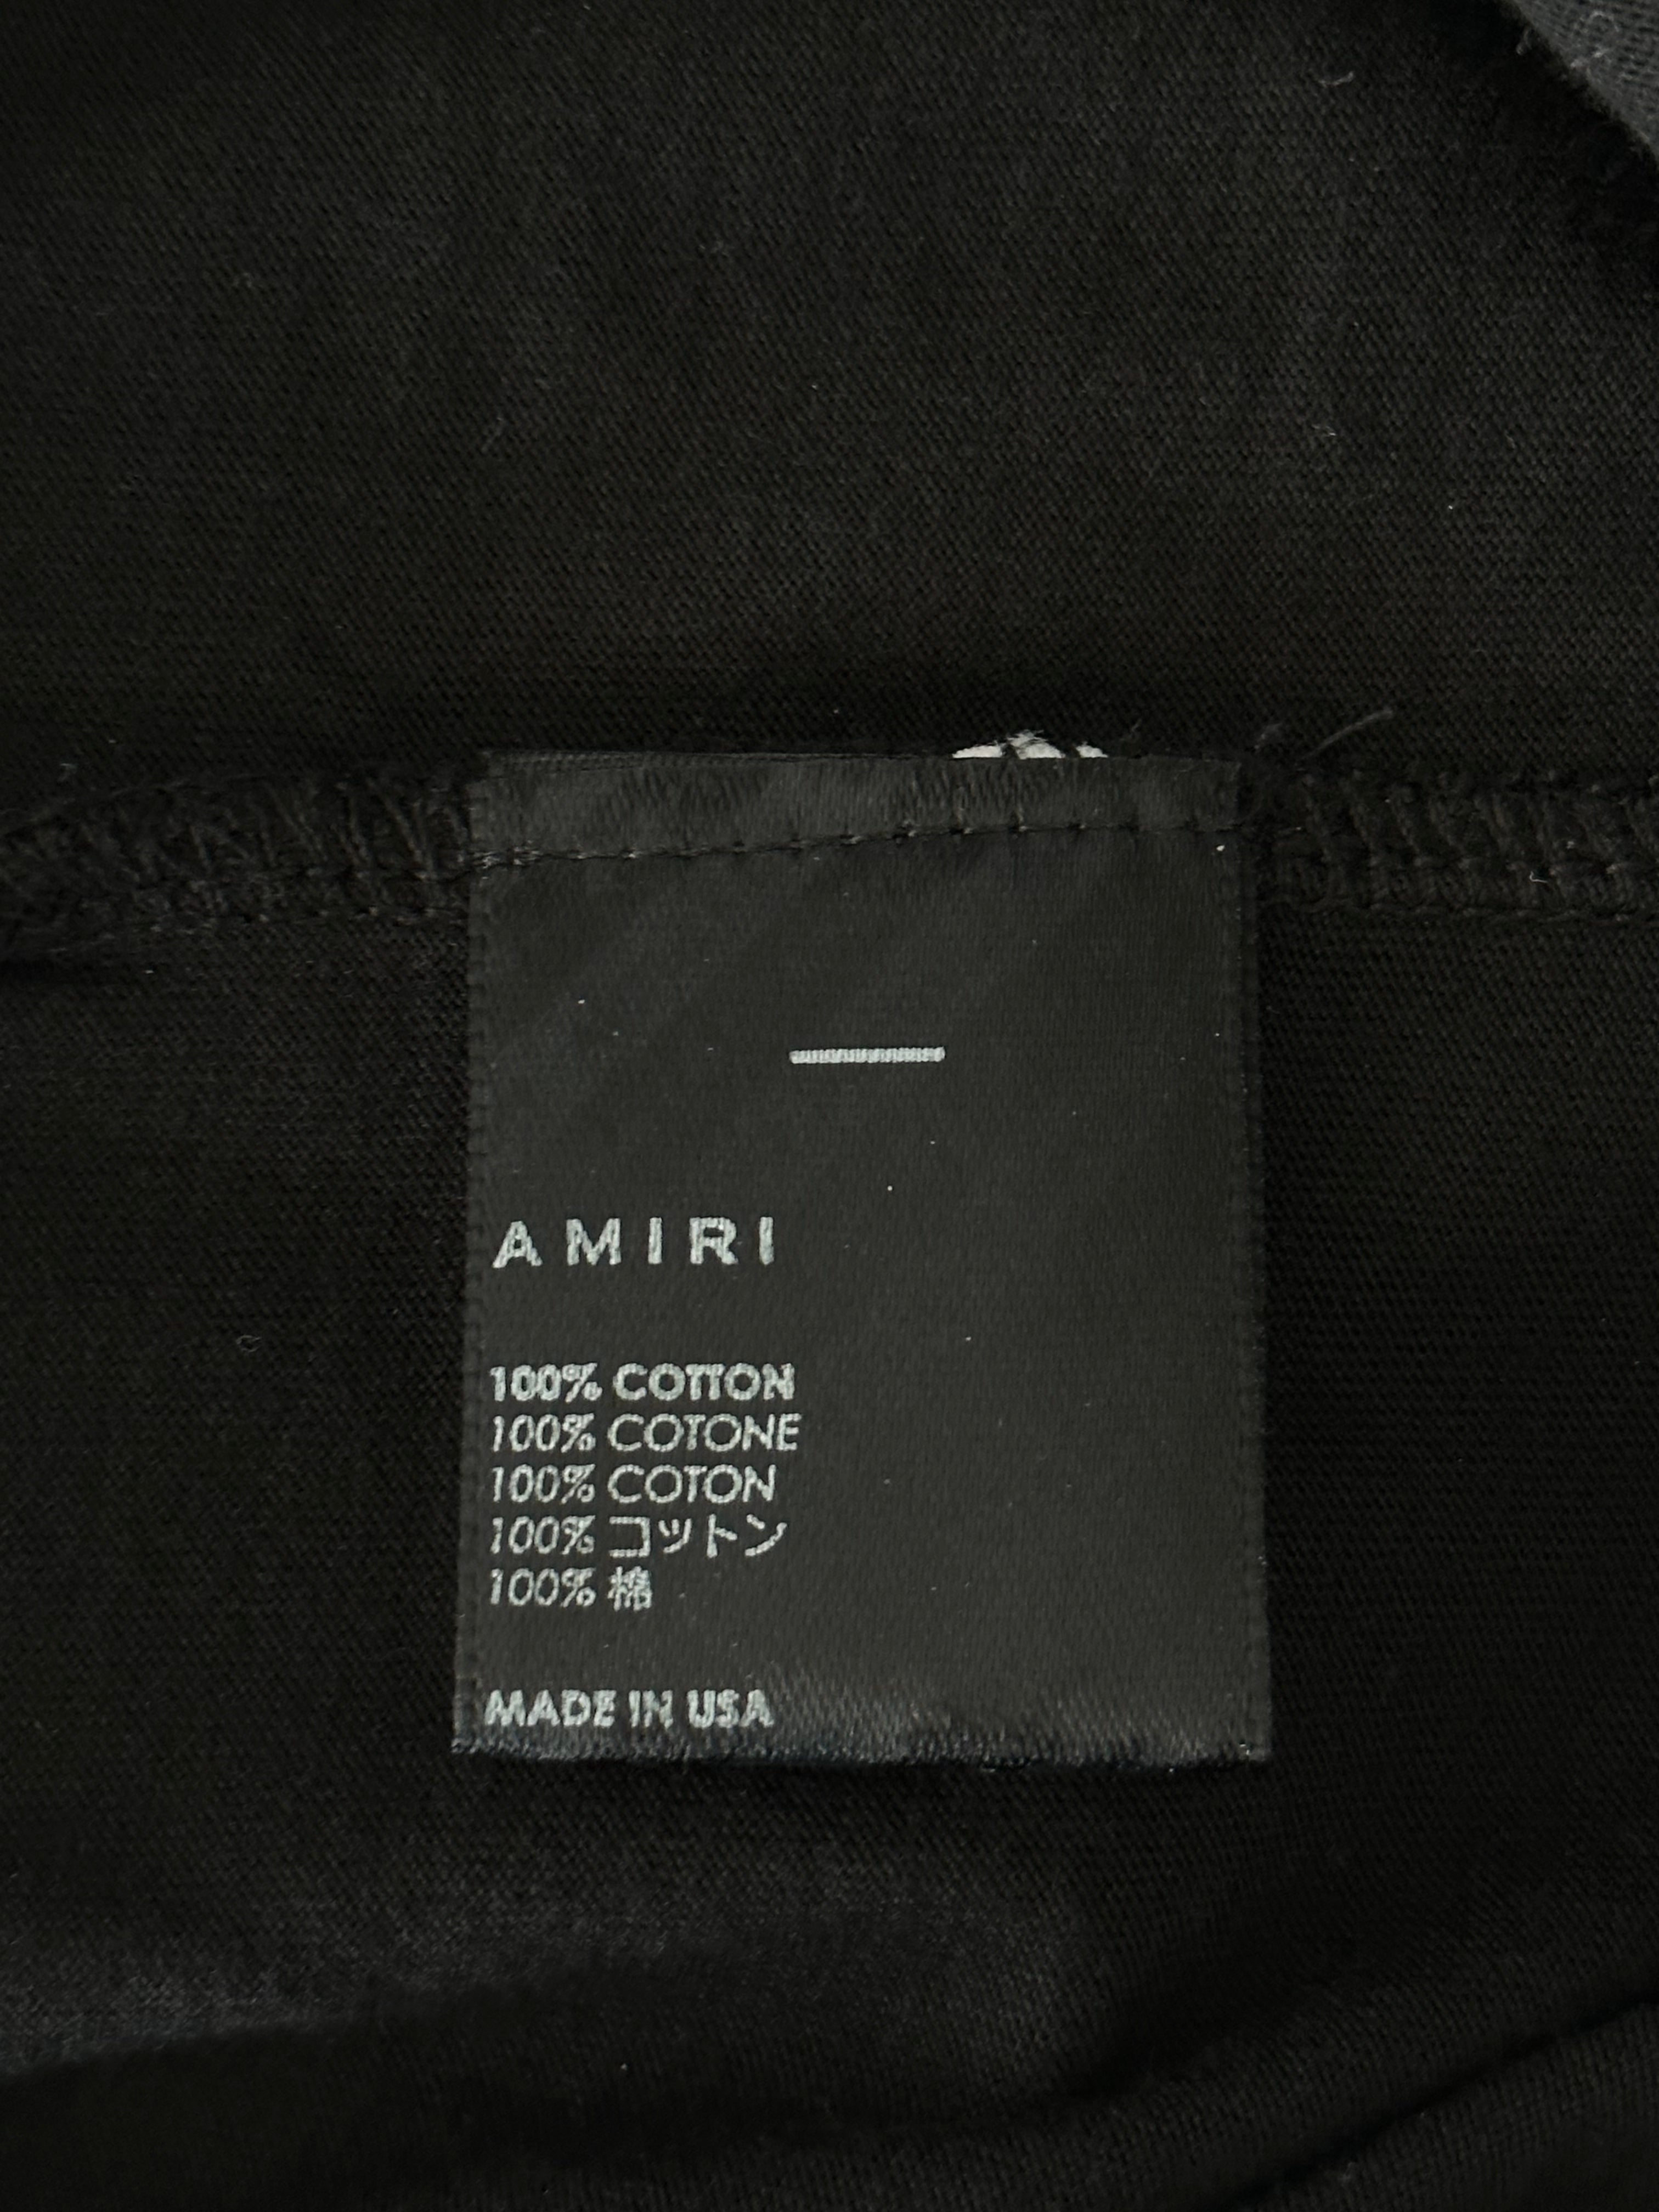 AMIRI
100% COTTON
100% COTONE
100% COTON
100% コットン
100% 棉
MADE IN USA